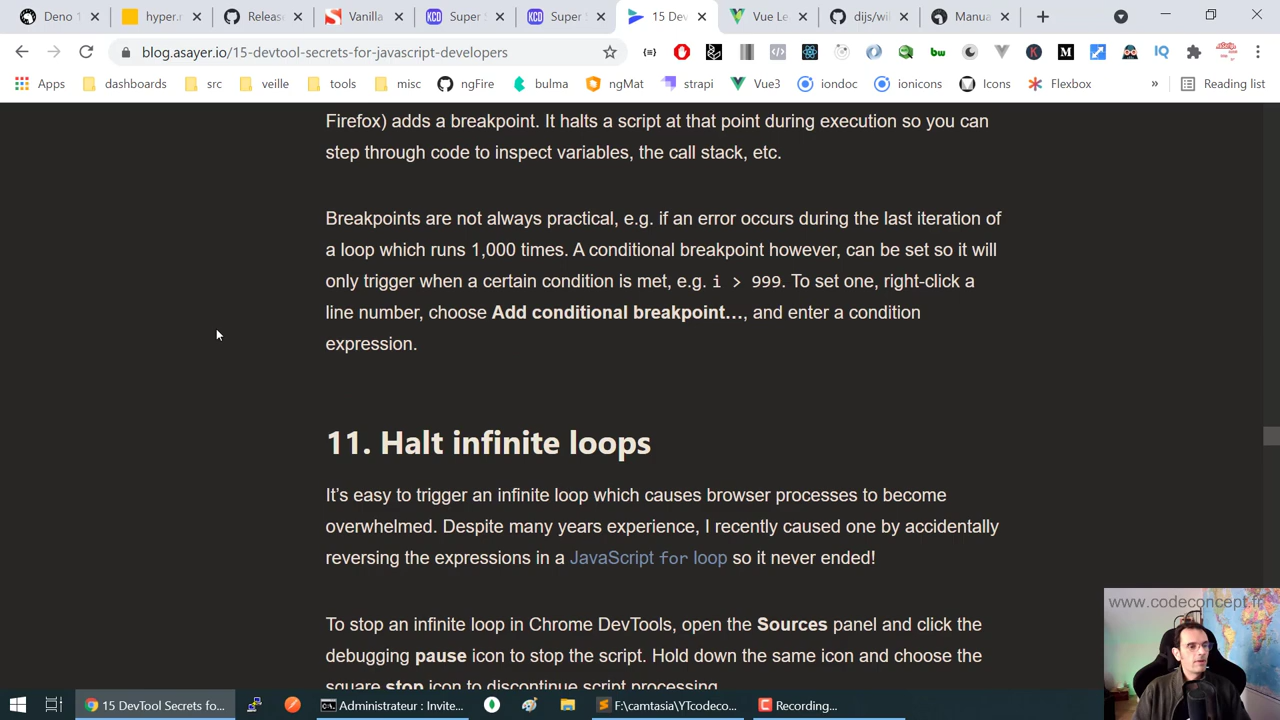 Deno 1
hyper.r
Releas
Vanilla
Super S
Super S
15 Dev
Vue Le
dijs/wi
Manua
blog.asayer.io/15-devtool-secrets-for-javascript-developers
Apps
dashboards
src
veille
tools
misc
ngFire
bulma
ngMat
strapi
Vue3
iondoc
ionicons
Icons
Flexbox
»
Reading list
Firefox) adds a breakpoint. It halts a script at that point during execution so you can
step through code to inspect variables, the call stack, etc.
Breakpoints are not always practical, e.g. if an error occurs during the last iteration of
a loop which runs 1,000 times. A conditional breakpoint however, can be set so it will
only trigger when a certain condition is met, e.g. i > 999. To set one, right-click a
line number, choose Add conditional breakpoint…, and enter a condition
expression.
11. Halt infinite loops
It's easy to trigger an infinite loop which causes browser processes to become
overwhelmed. Despite many years experience, I recently caused one by accidentally
reversing the expressions in a JavaScript for loop so it never ended!
To stop an infinite loop in Chrome DevTools, open the Sources panel and click the
debugging pause icon to stop the script. Hold down the same icon and choose the
square stop icon to discontinue script processing.
www.codeconcept.fr
15 DevTool Secrets fo...
Administrateur : Invite...
F:\camtasia\YTcodeco...
Recording...